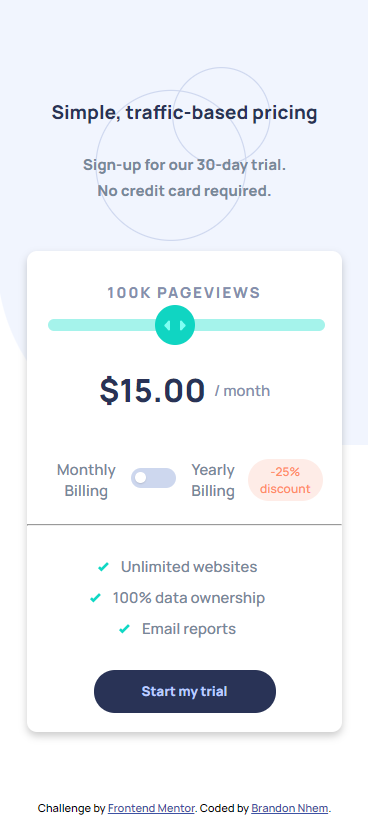 Simple, traffic-based pricing
Sign-up for our 30-day trial.
No credit card required.
100K PAGEVIEWS
$15.00 / month
Monthly
Billing
Yearly
Billing
-25%
discount
Unlimited websites
100% data ownership
Email reports
Start my trial
Challenge by Frontend Mentor. Coded by Brandon Nhem.